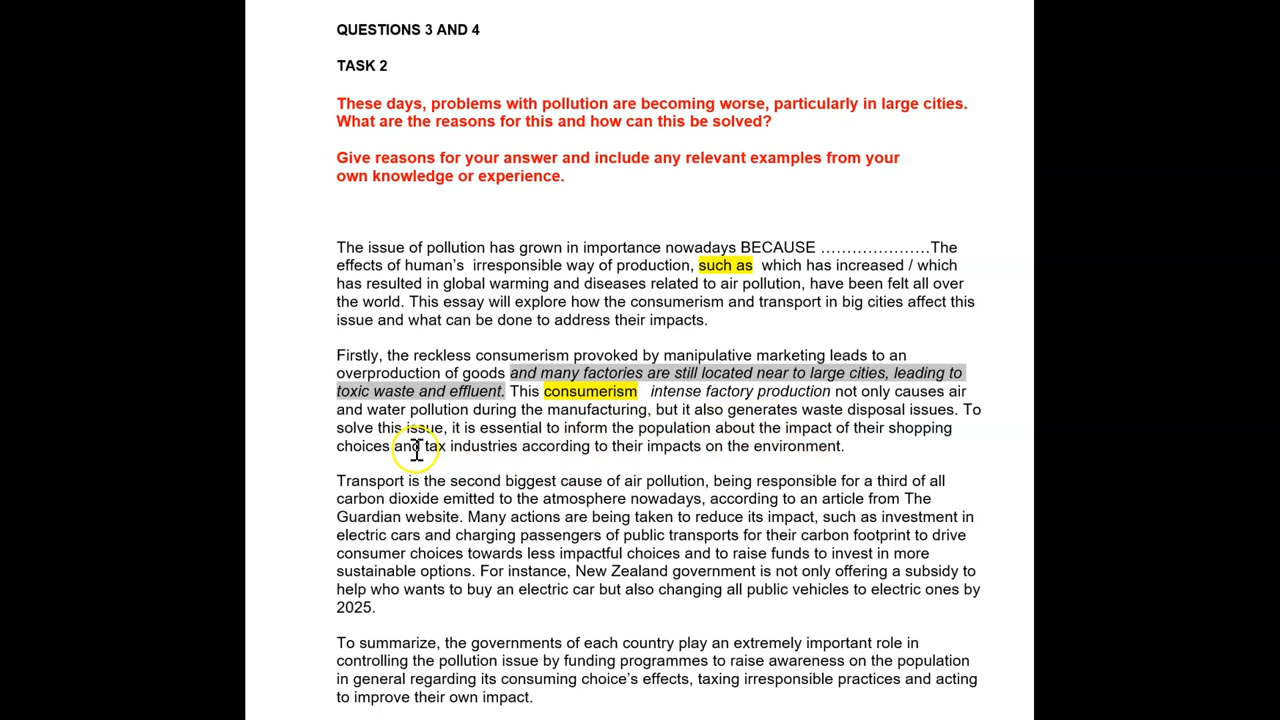 QUESTIONS 3 AND 4
TASK 2
These days, problems with pollution are becoming worse, particularly in large cities.
What are the reasons for this and how can this be solved?
Give reasons for your answer and include any relevant examples from your
own knowledge or experience.
The issue of pollution has grown in importance nowadays BECAUSE …………………The
effects of human's irresponsible way of production, such as which has increased / which
has resulted in global warming and diseases related to air pollution, have been felt all over
the world. This essay will explore how the consumerism and transport in big cities affect this
issue and what can be done to address their impacts.
Firstly, the reckless consumerism provoked by manipulative marketing leads to an
overproduction of goods and many factories are still located near to large cities, leading to
toxic waste and effluent. This consumerism intense factory production not only causes air
and water pollution during the manufacturing, but it also generates waste disposal issues. To
solve this issue, it is essential to inform the population about the impact of their shopping
choices and tax industries according to their impacts on the environment.
Transport is the second biggest cause of air pollution, being responsible for a third of all
carbon dioxide emitted to the atmosphere nowadays, according to an article from The
Guardian website. Many actions are being taken to reduce its impact, such as investment in
electric cars and charging passengers of public transports for their carbon footprint to drive
consumer choices towards less impactful choices and to raise funds to invest in more
sustainable options. For instance, New Zealand government is not only offering a subsidy to
help who wants to buy an electric car but also changing all public vehicles to electric ones by
2025.
To summarize, the governments of each country play an extremely important role in
controlling the pollution issue by funding programmes to raise awareness on the population
in general regarding its consuming choice's effects, taxing irresponsible practices and acting
to improve their own impact.